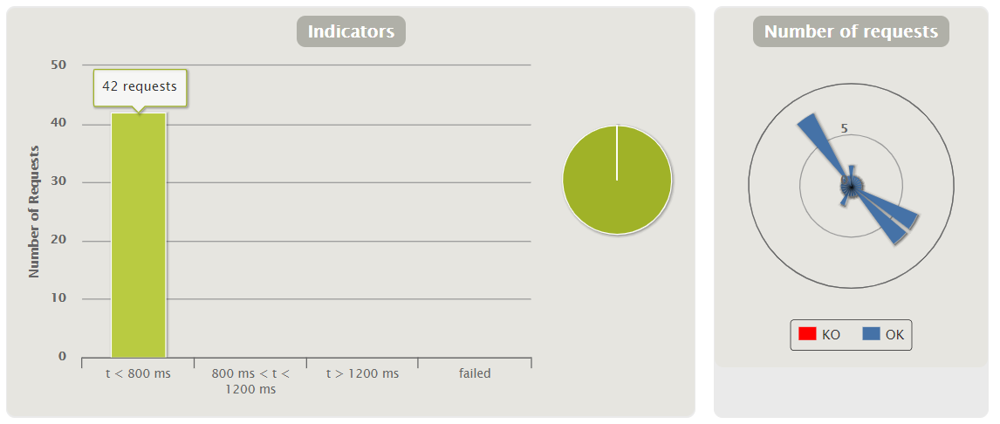 Indicators
50
42 requests
40
30
20
10
0
Number of Requests
t < 800 ms
800 ms < t <
1200 ms
t > 1200 ms
failed
Number of requests
5
KO
OK